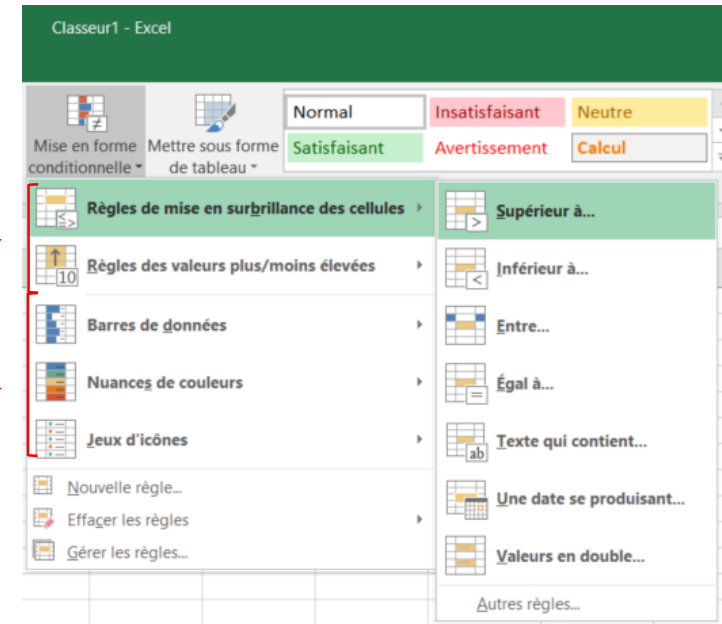 Classeur1 - Excel
Mise en forme
conditionnelle
Mettre sous forme
de tableau
Normal
Insatisfaisant
Neutre
Satisfaisant
Avertissement
Calcul
Règles de mise en surbrillance des cellules
Règles des valeurs plus/moins élevées
10
Barres de données
Nuances de couleurs
Jeux d'icônes
Nouvelle règle...
Effacer les règles
Gérer les règles...
Supérieur à...
Inférieur à...
Entre...
Égal à...
Texte qui contient...
ab
Une date se produisant...
Valeurs en double...
Autres règles...